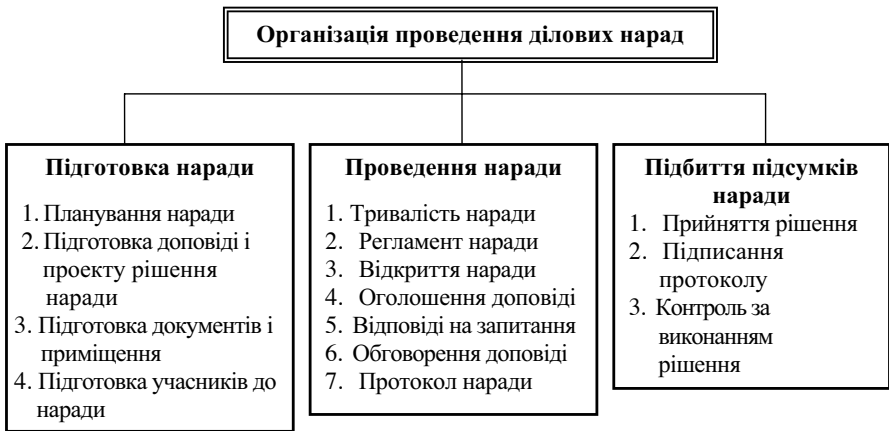 Організація проведення ділових нарад
Підготовка наради
1. Планування наради
2. Підготовка доповіді і
проекту рішення
наради
3. Підготовка документів і
приміщення
4. Підготовка учасників до
наради
Проведення наради
1. Тривалість наради
2. Регламент наради
3. Відкриття наради
4. Оголошення доповіді
5. Відповіді на запитання
6. Обговорення доповіді
7. Протокол наради
Підбиття підсумків
наради
1. Прийняття рішення
2. Підписання
протоколу
3. Контроль за
виконанням
рішення